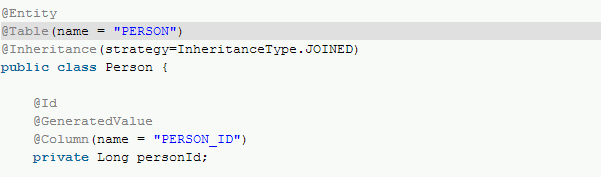 @Entity
@Table(name = "PERSON")
@Inheritance(strategy=InheritanceType.JOINED)
public class Person {
@Id
@GeneratedValue
@Column(name = "PERSON_ID")
private Long personId;